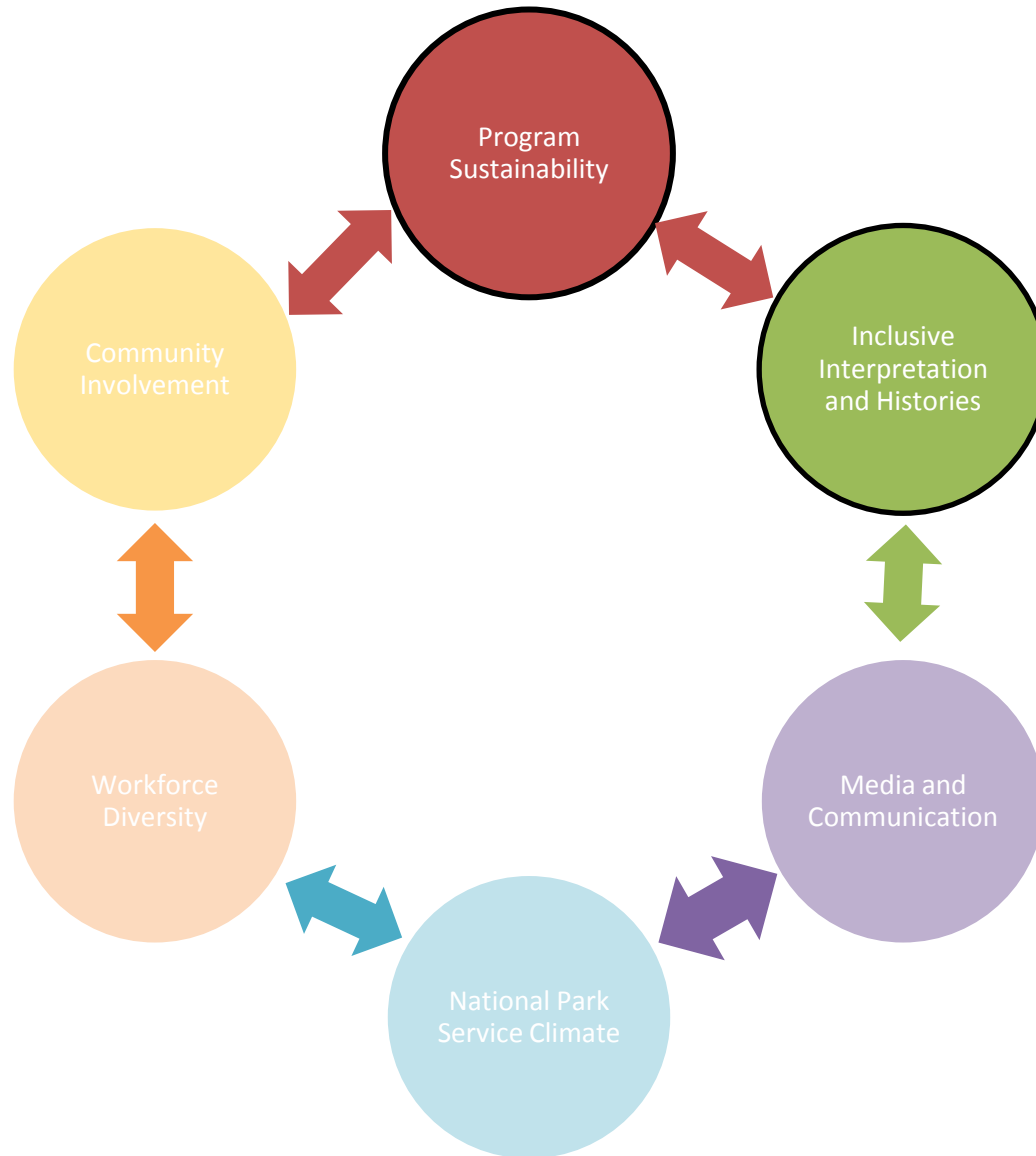 Program
Sustainability
Inclusive
Interpretation
and Histories
Community
Involvement
Workforce
Diversity
Media and
Communication
National Park
Service Climate